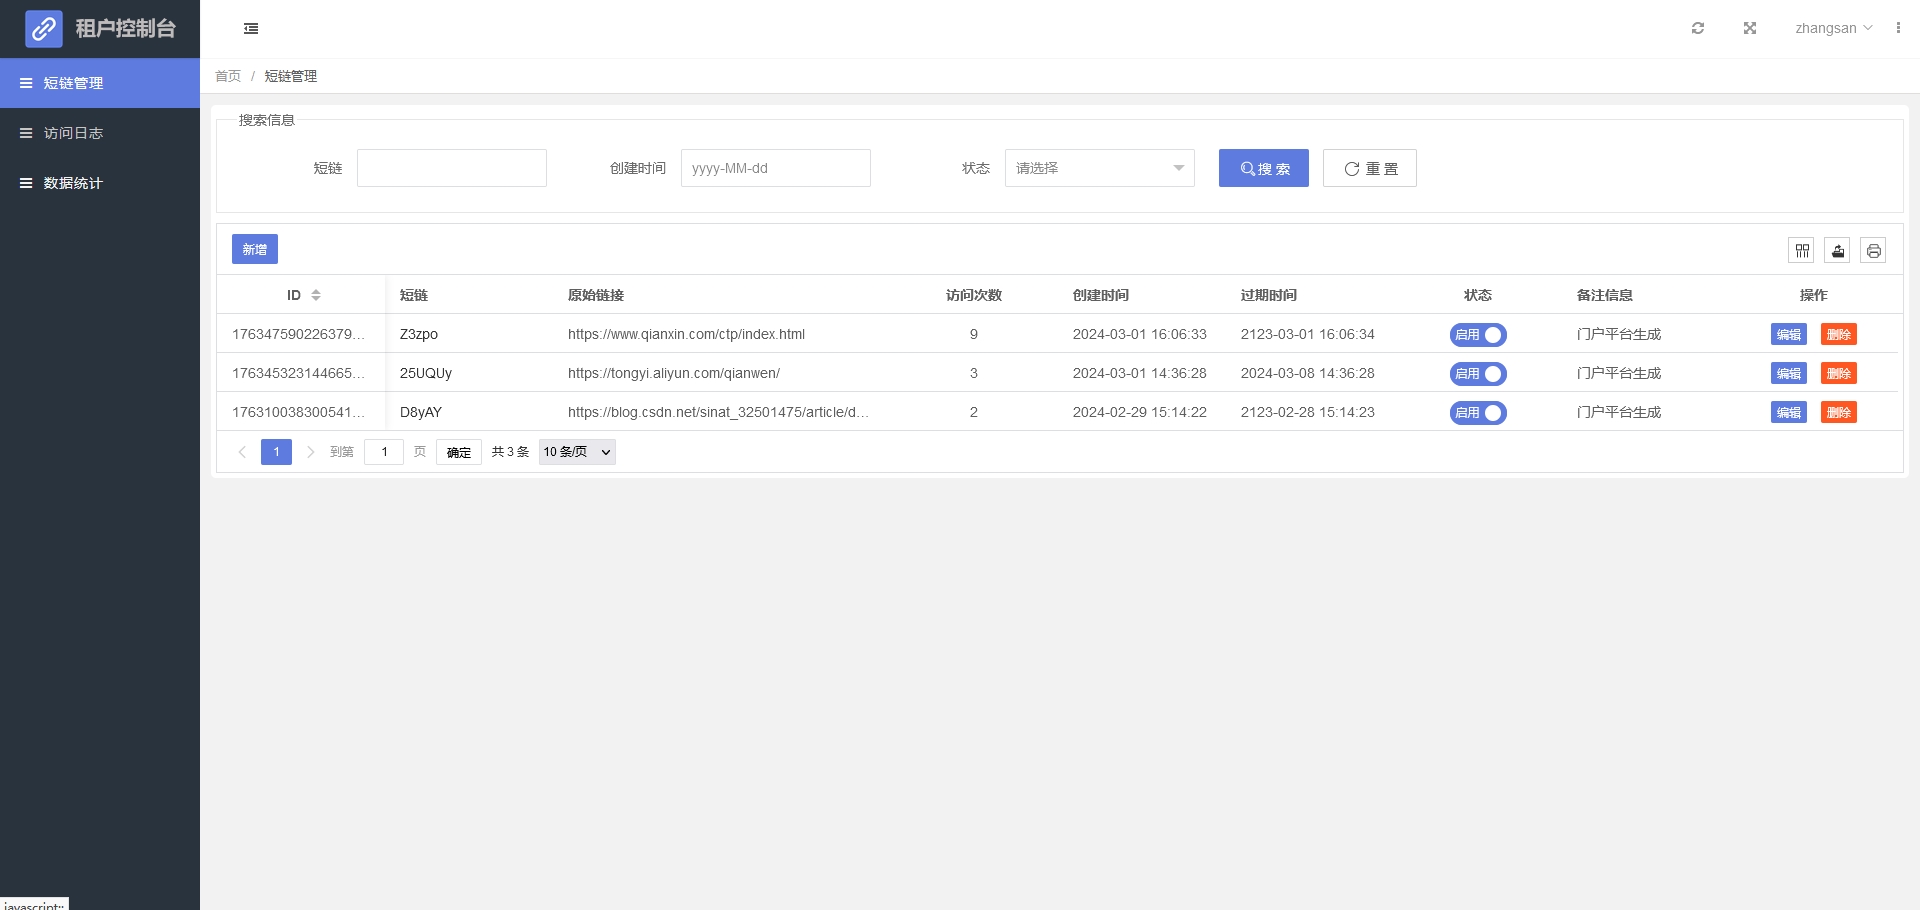 租户控制台
zhangsan
短链管理
访问日志
数据统计
首页 / 短链管理
搜索信息
短链 创建时间 yyyy-MM-dd 状态 请选择 搜 索 重 置
新增
ID 短链 原始链接 访问次数 创建时间 过期时间 状态 备注信息 操作
176347590226379... Z3zpo https://www.qianxin.com/ctp/index.html 9 2024-03-01 16:06:33 2123-03-01 16:06:34 启用 门户平台生成 编辑 删除
176345323144665... 25UQUy https://tongyi.aliyun.com/qianwen/ 3 2024-03-01 14:36:28 2024-03-08 14:36:28 启用 门户平台生成 编辑 删除
176310038300541... D8yAY https://blog.csdn.net/sinat_32501475/article/d... 2 2024-02-29 15:14:22 2123-02-28 15:14:23 启用 门户平台生成 编辑 删除
1 到第 1 页 确定 共 3 条 10 条/页
javascript:;